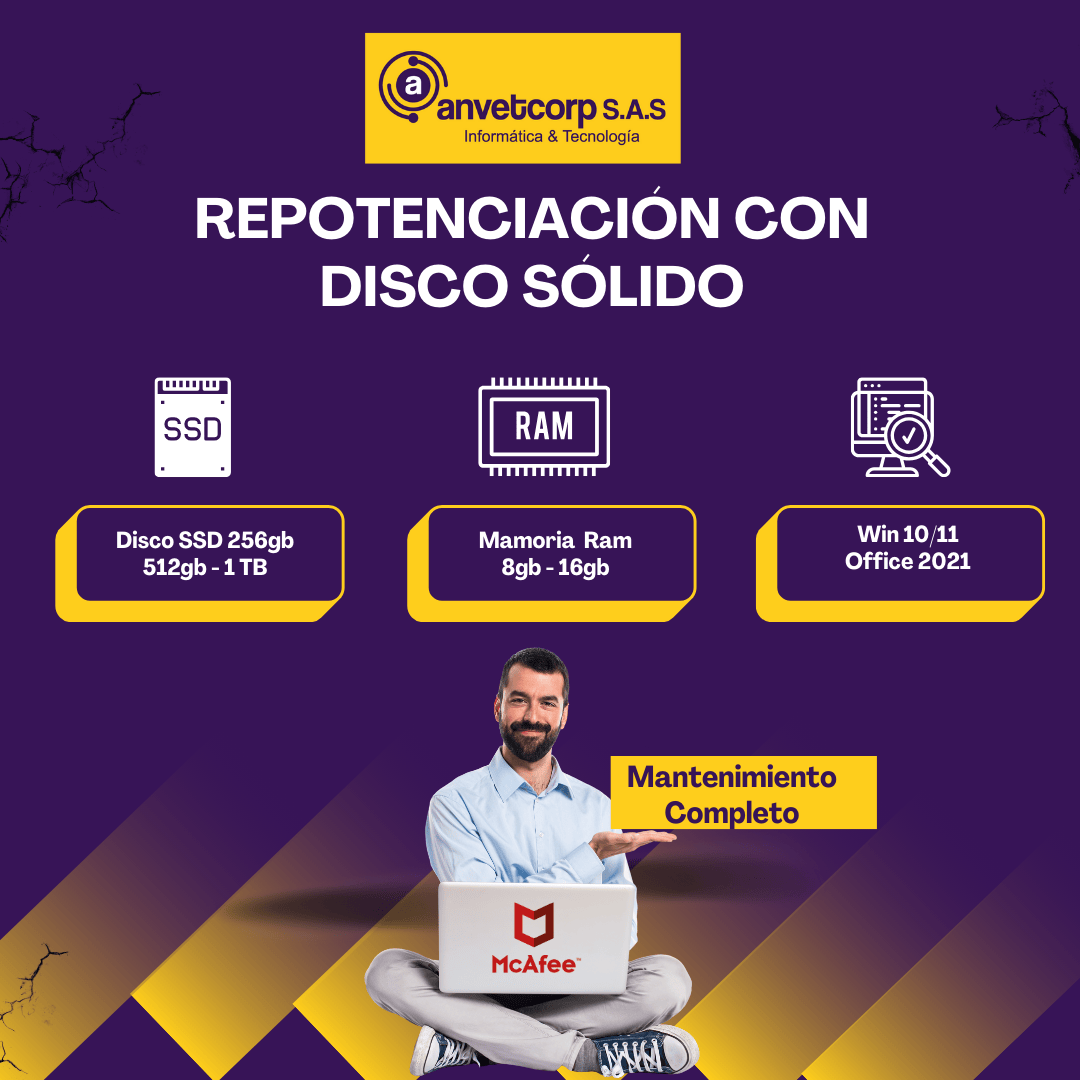 a
anvetcorp S.A.S
Informática & Tecnología
REPOTENCIACIÓN CON
DISCO SÓLIDO
SSD
RAM
Disco SSD 256gb
512gb - 1 TB
Mamoria Ram
8gb - 16gb
Win 10/11
Office 2021
Mantenimiento
Completo
McAfee™